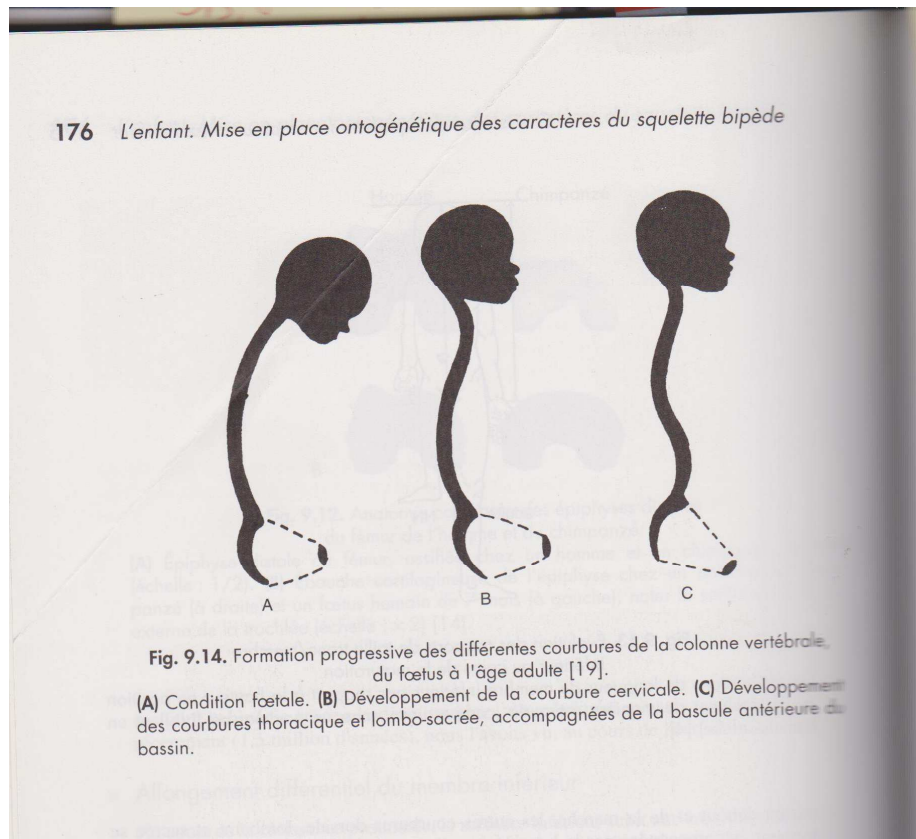 176 L'enfant. Mise en place ontogénétique des caractères du squelette bipède
A
B
C
Fig. 9.14. Formation progressive des différentes courbures de la colonne vertébrale,
du fœtus à l'âge adulte [19].
(A) Condition fœtale. (B) Développement de la courbure cervicale. (C) Développement
des courbures thoracique et lombo-sacrée, accompagnées de la bascule antérieure du
bassin.